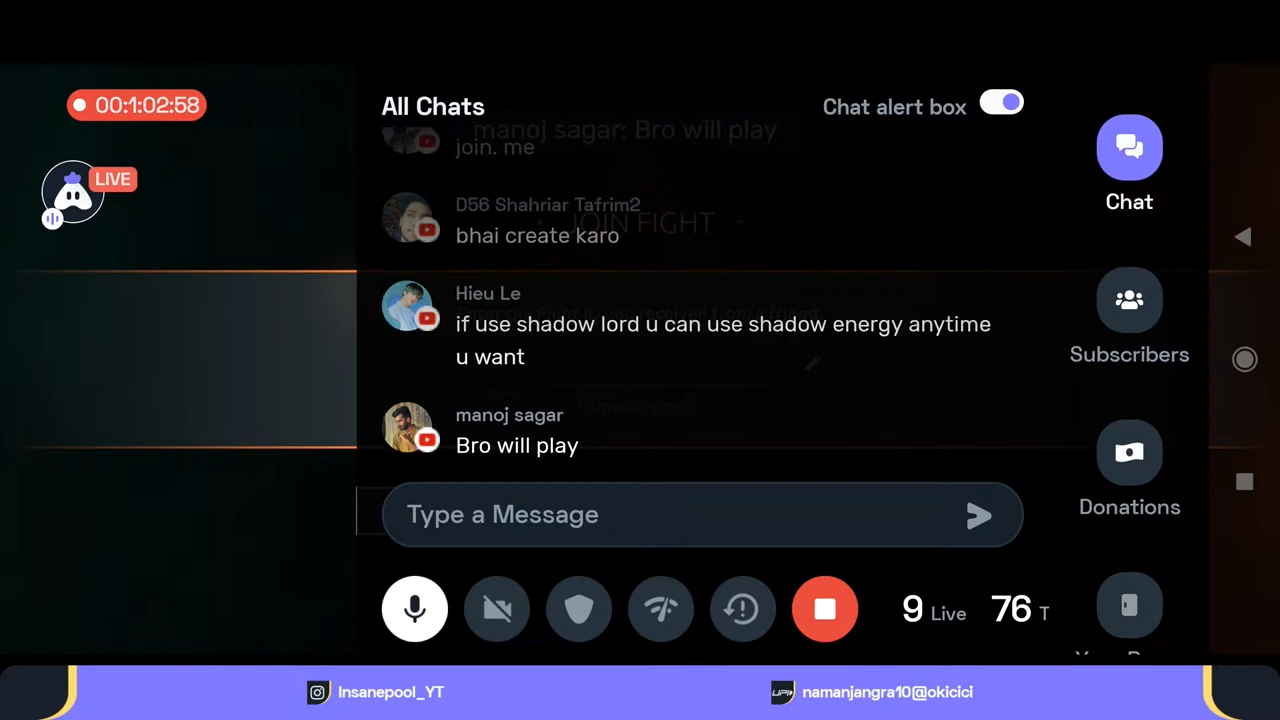 00:1:02:58
LIVE
All Chats
Chat alert box
manoj sagar: Bro will play
join. me
D56 Shahriar Tafrim2
JOIN FIGHT
bhai create karo
Hieu Le
if use shadow lord u can use shadow energy anytime
u want
manoj sagar
Bro will play
Type a Message
9 Live 76 T
Chat
Subscribers
Donations
Insanepool_YT
UPI
namanjangra10@okicici